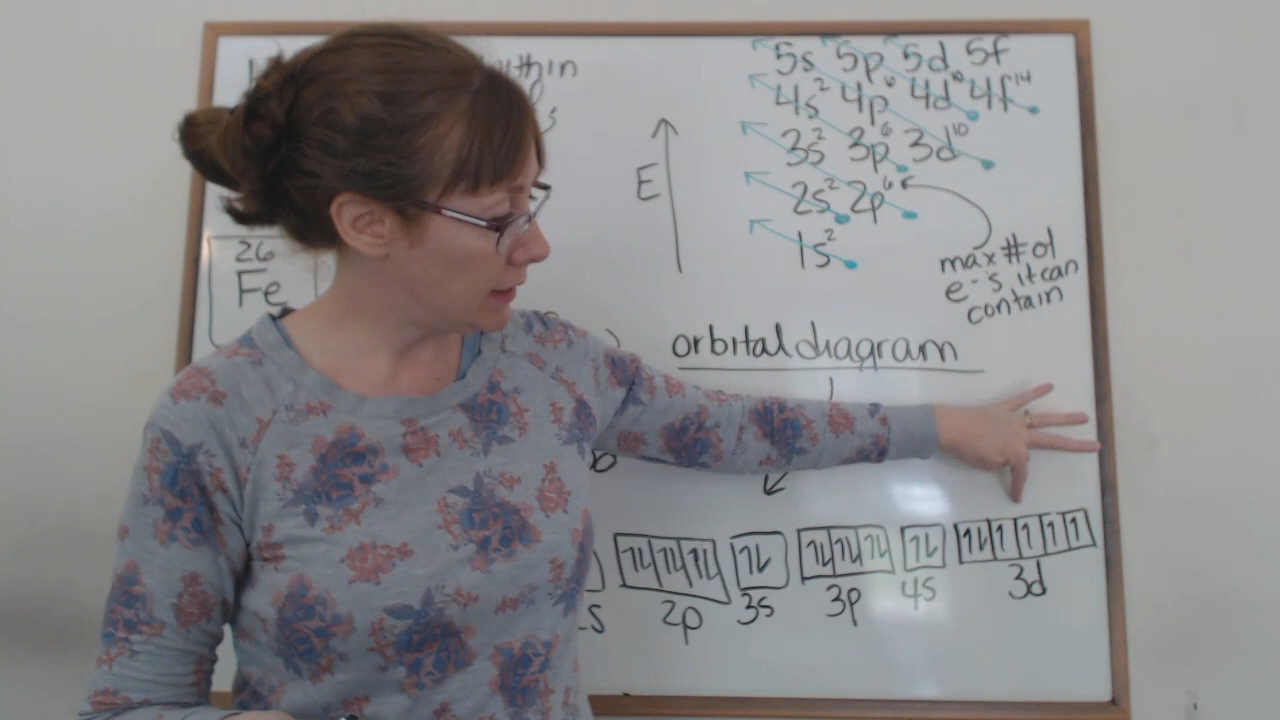 5s 5p 5d 5f
4s² 4p⁶ 4d¹⁰ 4f¹⁴
3s² 3p⁶ 3d¹⁰
2s² 2p⁶
1s²
E
max # of
e-'s it can
contain
26
Fe
orbital diagram
2p 3s 3p 4s 3d